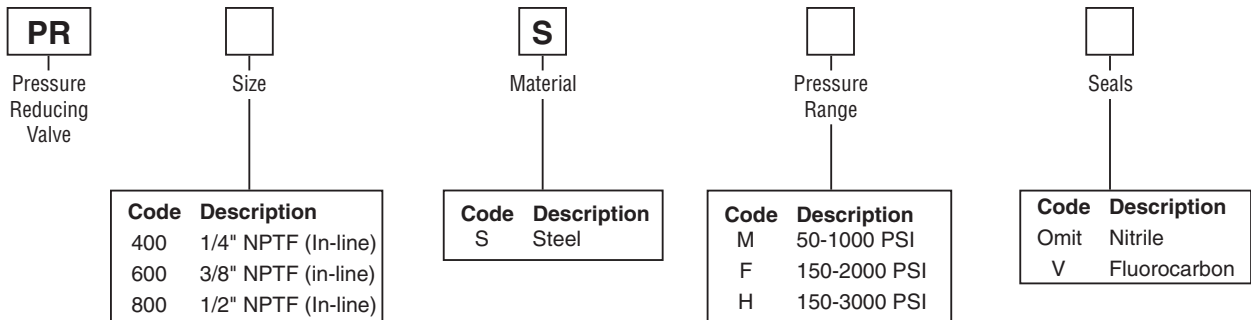 PR
S
Pressure
Reducing
Valve
Size
Material
Pressure
Range
Seals
Code Description
400 1/4" NPTF (In-line)
600 3/8" NPTF (in-line)
800 1/2" NPTF (In-line)
Code Description
S Steel
Code Description
M 50-1000 PSI
F 150-2000 PSI
H 150-3000 PSI
Code Description
Omit Nitrile
V Fluorocarbon